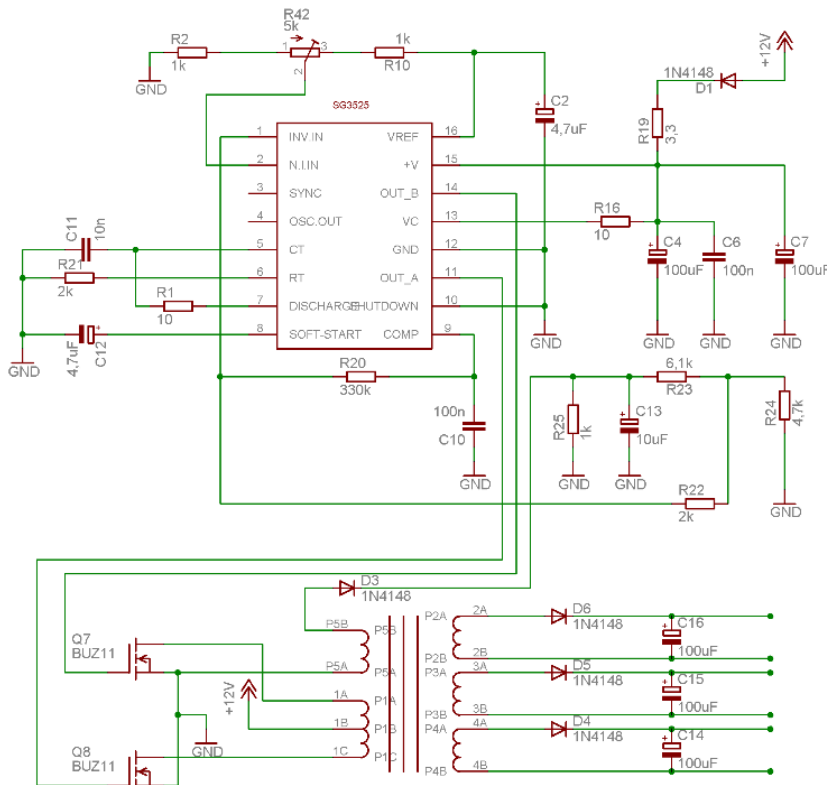 R42
5k
R2
1k
1
3
2
1k
R10
GND
+12V
1N4148
D1
SG3525
C2
4,7uF
R19
3,3
1 INV.IN VREF 16
2 N.I.IN +V 15
3 SYNC OUT_B 14
4 OSC.OUT VC 13
5 CT GND 12
6 RT OUT_A 11
7 DISCHARGE SHUTDOWN 10
8 SOFT-START COMP 9
C11
10n
R21
2k
R1
10
4,7uF
C12
GND
R16
10
C4
100uF
C6
100n
C7
100uF
GND
GND
GND
GND
R20
330k
100n
C10
GND
R25
1k
GND
C13
10uF
GND
6,1k
R23
R24
4,7k
GND
R22
2k
D3
1N4148
Q7
BUZ11
Q8
BUZ11
GND
+12V
P5B P5B
P5A P5A
1A P1A
1B P1B
1C P1C
P2A 2A
P2B 2B
P3A 3A
P3B 3B
P4A 4A
P4B 4B
D6
1N4148
C16
100uF
D5
1N4148
C15
100uF
D4
1N4148
C14
100uF